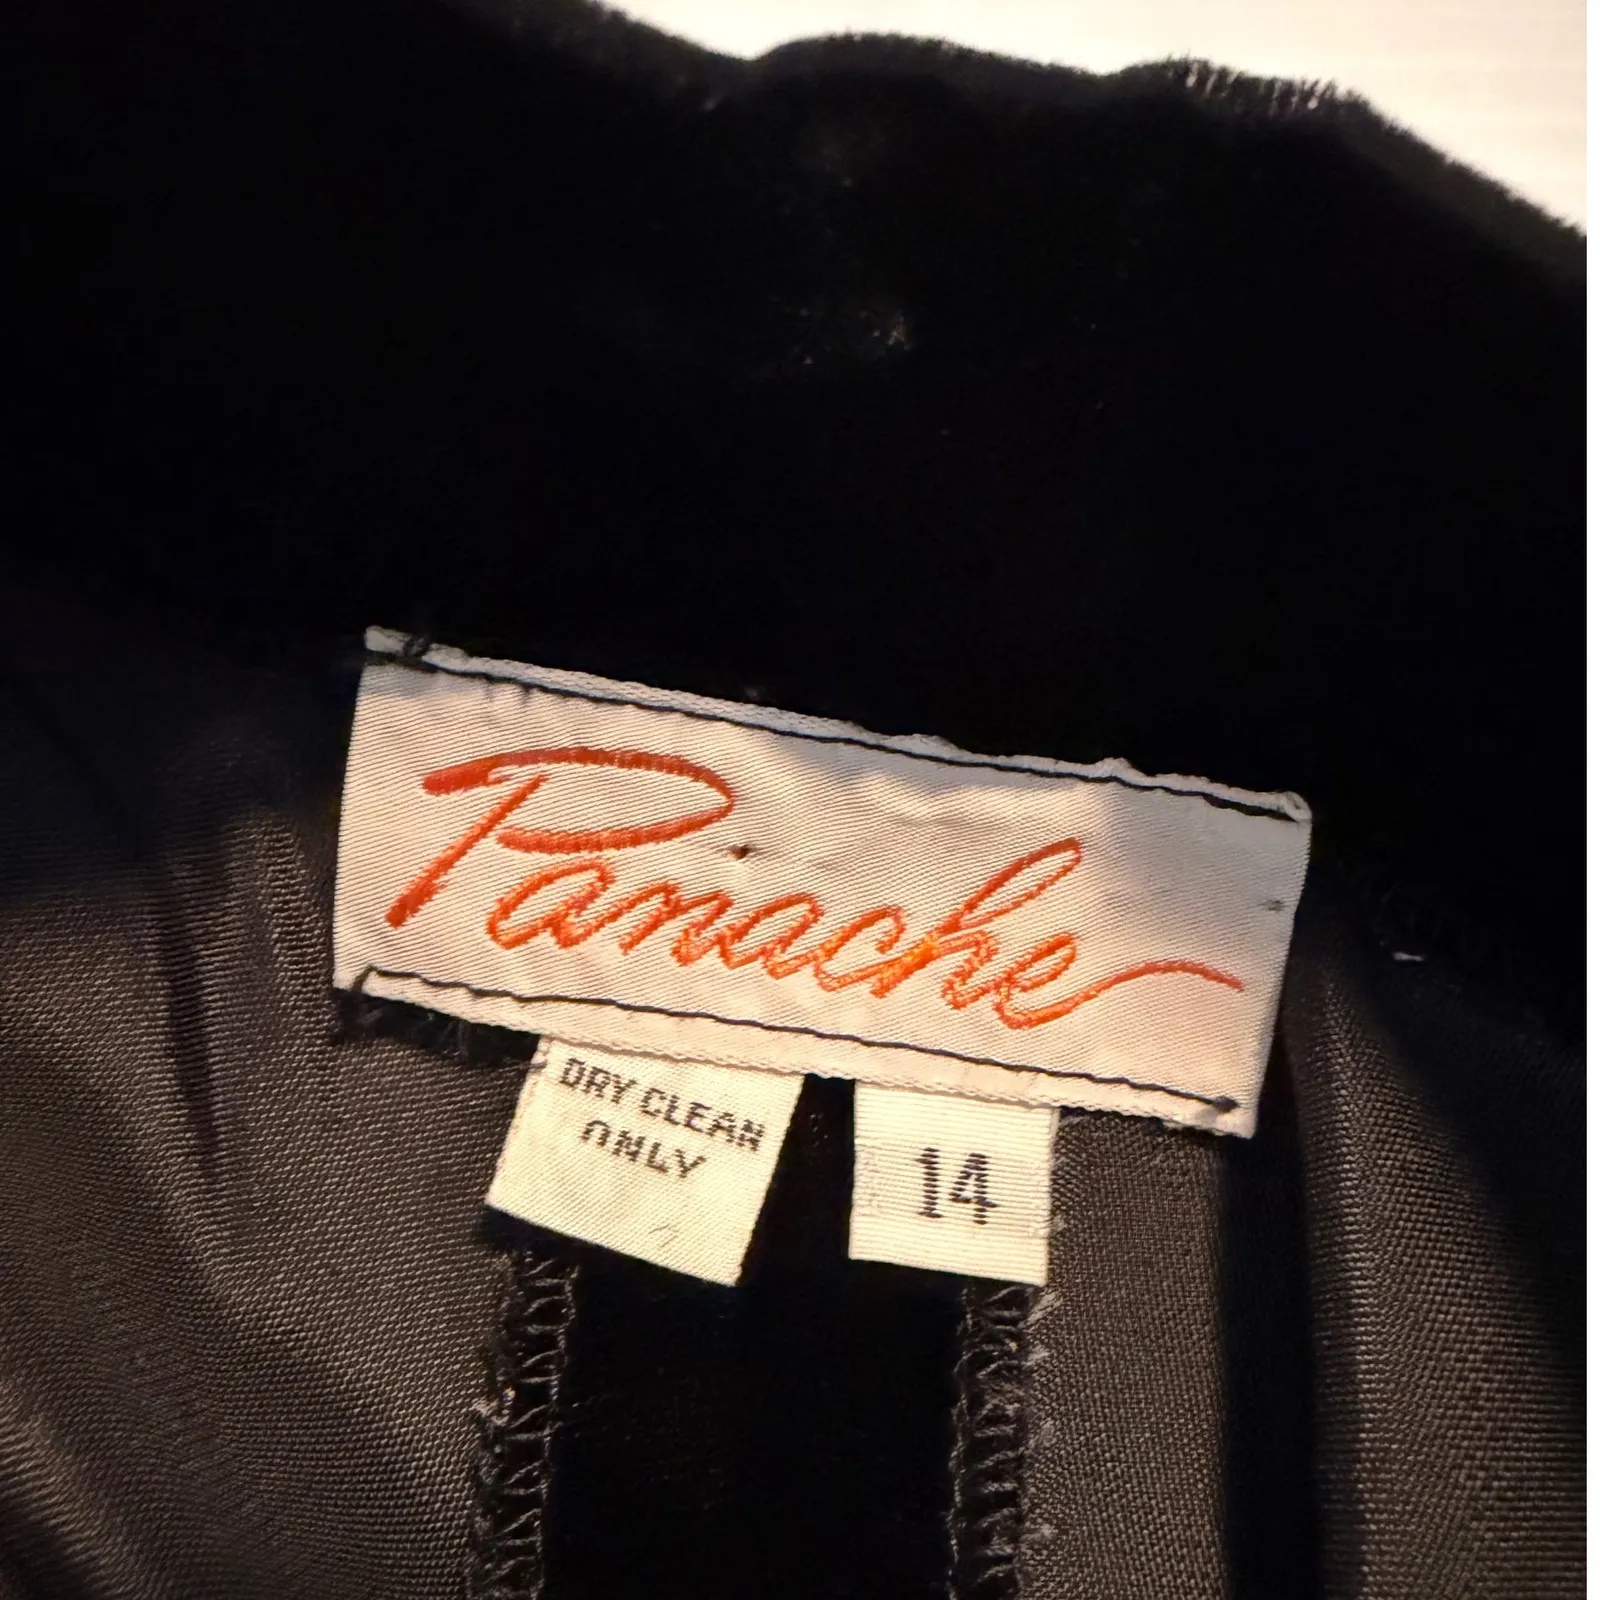 Panache
DRY CLEAN
ONLY
14